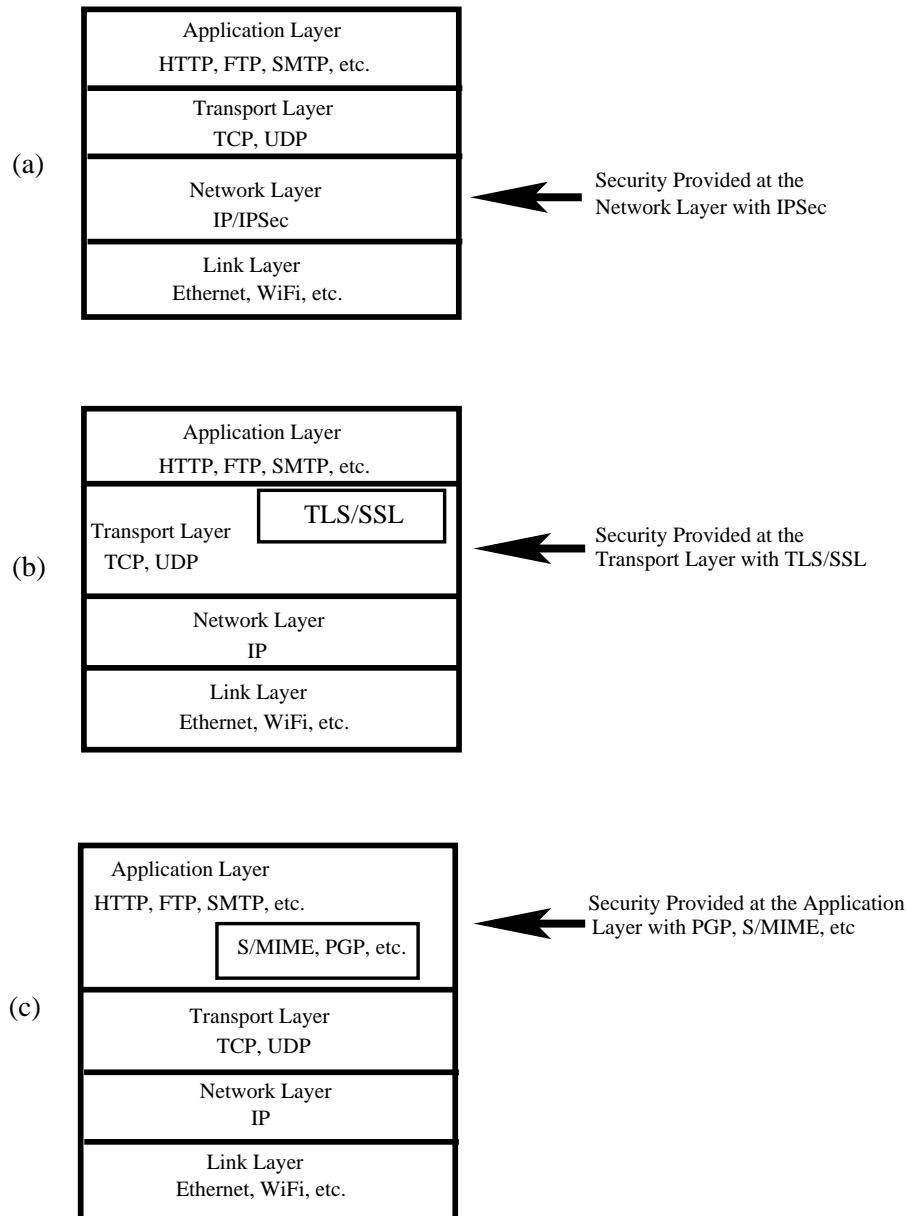 Application Layer
HTTP, FTP, SMTP, etc.
Transport Layer
TCP, UDP
(a)
Network Layer
IP/IPSec
Security Provided at the
Network Layer with IPSec
Link Layer
Ethernet, WiFi, etc.
Application Layer
HTTP, FTP, SMTP, etc.
TLS/SSL
Transport Layer
TCP, UDP
(b)
Security Provided at the
Transport Layer with TLS/SSL
Network Layer
IP
Link Layer
Ethernet, WiFi, etc.
Application Layer
HTTP, FTP, SMTP, etc.
S/MIME, PGP, etc.
Security Provided at the Application
Layer with PGP, S/MIME, etc
(c)
Transport Layer
TCP, UDP
Network Layer
IP
Link Layer
Ethernet, WiFi, etc.